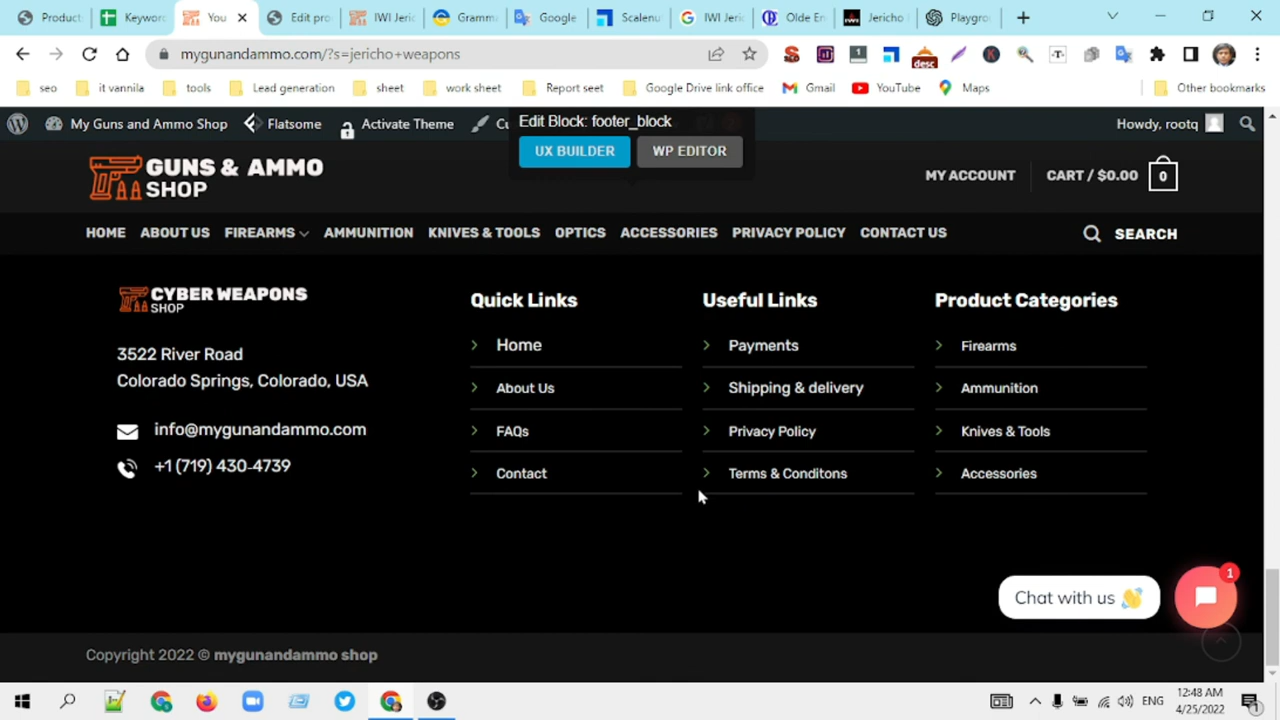 Product
Keyword
You
Edit pro
IWI Jeric
Gramma
Google
Scalenu
IWI Jeric
Olde En
Jericho
Playgro
mygunandammo.com/?s=jericho+weapons
desc
1
seo
it vannila
tools
Lead generation
sheet
work sheet
Report seet
Google Drive link office
Gmail
YouTube
Maps
Other bookmarks
My Guns and Ammo Shop
Flatsome
Activate Theme
Edit Block: footer_block
Howdy, rootq
UX BUILDER
WP EDITOR
GUNS & AMMO
SHOP
MY ACCOUNT
CART / $0.00
0
HOME
ABOUT US
FIREARMS
AMMUNITION
KNIVES & TOOLS
OPTICS
ACCESSORIES
PRIVACY POLICY
CONTACT US
SEARCH
CYBER WEAPONS
SHOP
3522 River Road
Colorado Springs, Colorado, USA
info@mygunandammo.com
+1 (719) 430-4739
Quick Links
Home
About Us
FAQs
Contact
Useful Links
Payments
Shipping & delivery
Privacy Policy
Terms & Conditons
Product Categories
Firearms
Ammunition
Knives & Tools
Accessories
Chat with us
1
Copyright 2022 © mygunandammo shop
ENG
12:48 AM
4/25/2022